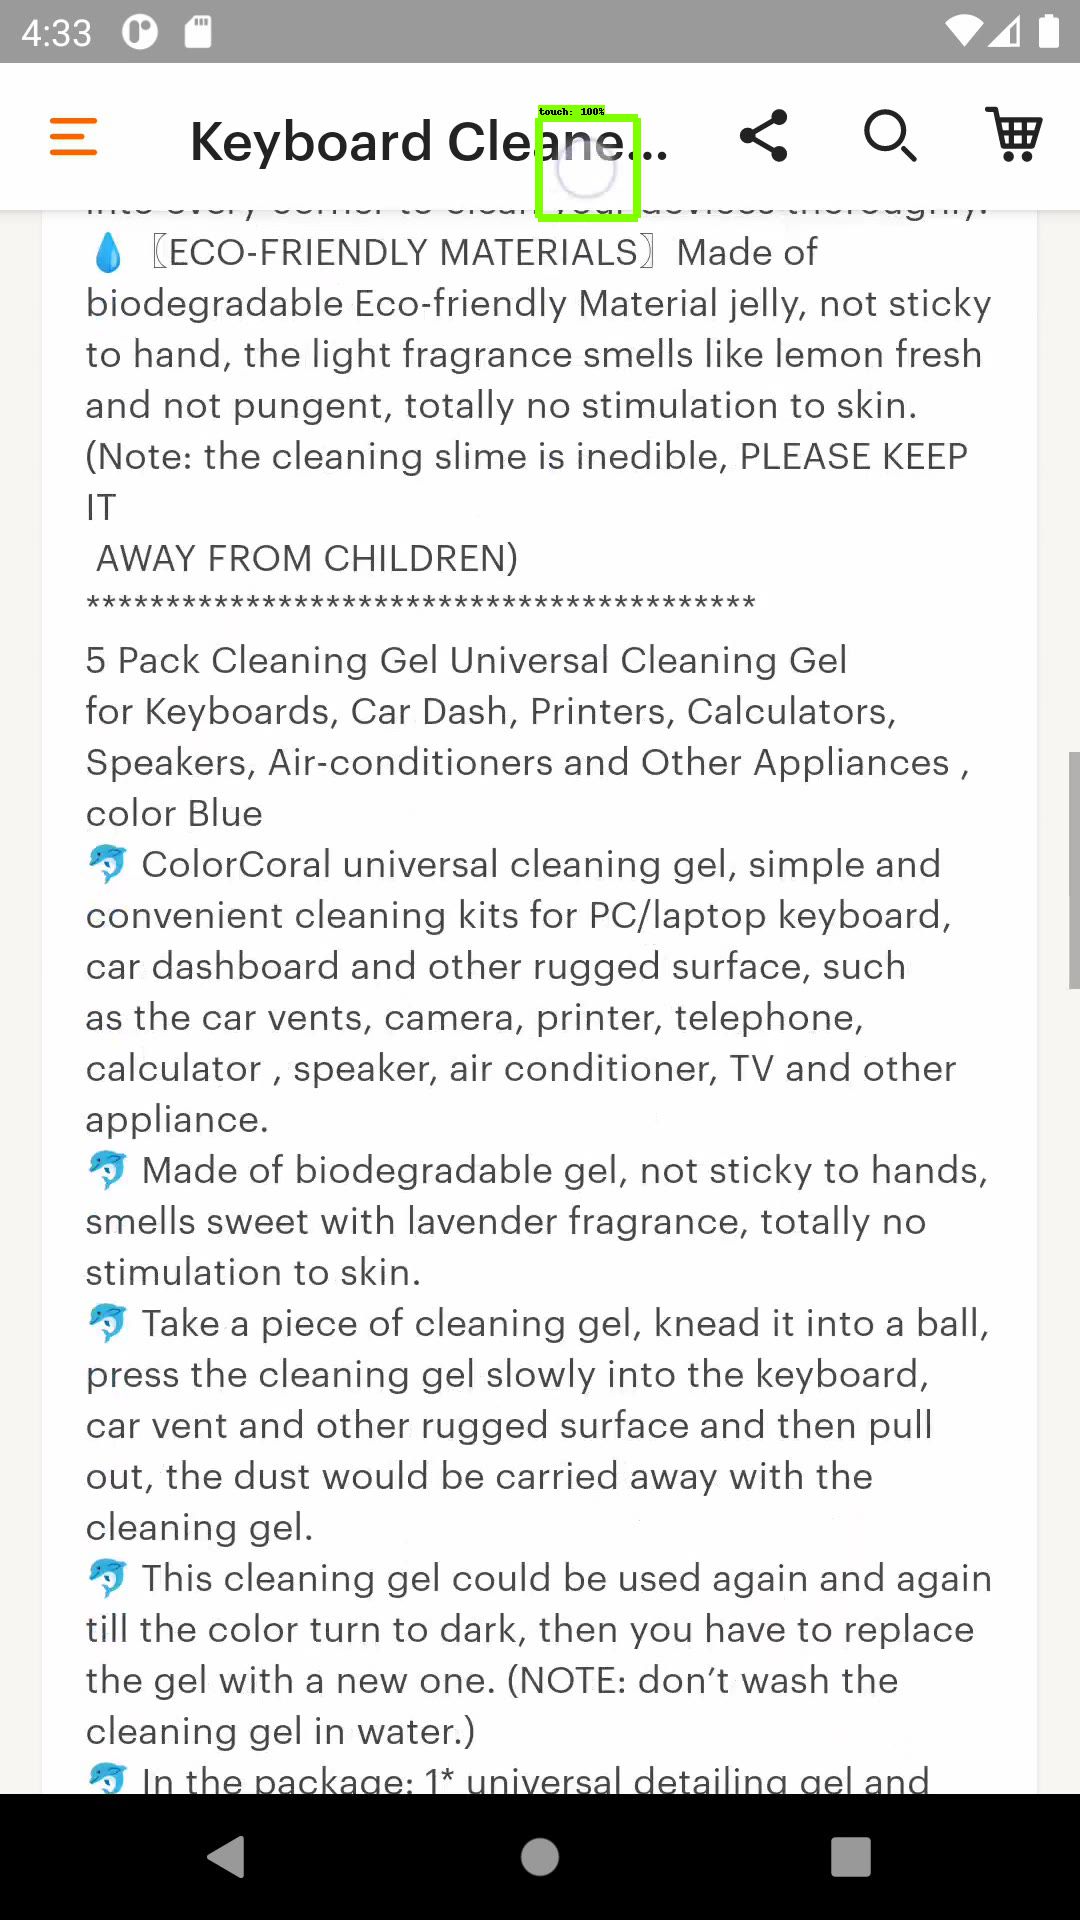 4:33
touch: 100%
Keyboard Cleane...
into every corner to clean your devices thoroughly.
💧〖ECO-FRIENDLY MATERIALS〗Made of
biodegradable Eco-friendly Material jelly, not sticky
to hand, the light fragrance smells like lemon fresh
and not pungent, totally no stimulation to skin.
(Note: the cleaning slime is inedible, PLEASE KEEP
IT
AWAY FROM CHILDREN)
******************************************
5 Pack Cleaning Gel Universal Cleaning Gel
for Keyboards, Car Dash, Printers, Calculators,
Speakers, Air-conditioners and Other Appliances ,
color Blue
🐬 ColorCoral universal cleaning gel, simple and
convenient cleaning kits for PC/laptop keyboard,
car dashboard and other rugged surface, such
as the car vents, camera, printer, telephone,
calculator , speaker, air conditioner, TV and other
appliance.
🐬 Made of biodegradable gel, not sticky to hands,
smells sweet with lavender fragrance, totally no
stimulation to skin.
🐬 Take a piece of cleaning gel, knead it into a ball,
press the cleaning gel slowly into the keyboard,
car vent and other rugged surface and then pull
out, the dust would be carried away with the
cleaning gel.
🐬 This cleaning gel could be used again and again
till the color turn to dark, then you have to replace
the gel with a new one. (NOTE: don’t wash the
cleaning gel in water.)
🐬 In the package: 1* universal detailing gel and